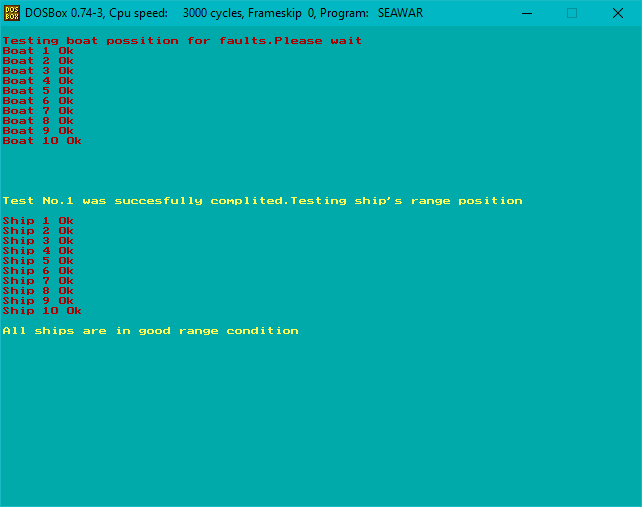 DOS BOX
DOSBox 0.74-3, Cpu speed: 3000 cycles, Frameskip 0, Program: SEAWAR
Testing boat possition for faults.Please wait
Boat 1 Ok
Boat 2 Ok
Boat 3 Ok
Boat 4 Ok
Boat 5 Ok
Boat 6 Ok
Boat 7 Ok
Boat 8 Ok
Boat 9 Ok
Boat 10 Ok
Test No.1 was succesfully complited.Testing ship's range position
Ship 1 Ok
Ship 2 Ok
Ship 3 Ok
Ship 4 Ok
Ship 5 Ok
Ship 6 Ok
Ship 7 Ok
Ship 8 Ok
Ship 9 Ok
Ship 10 Ok
All ships are in good range condition